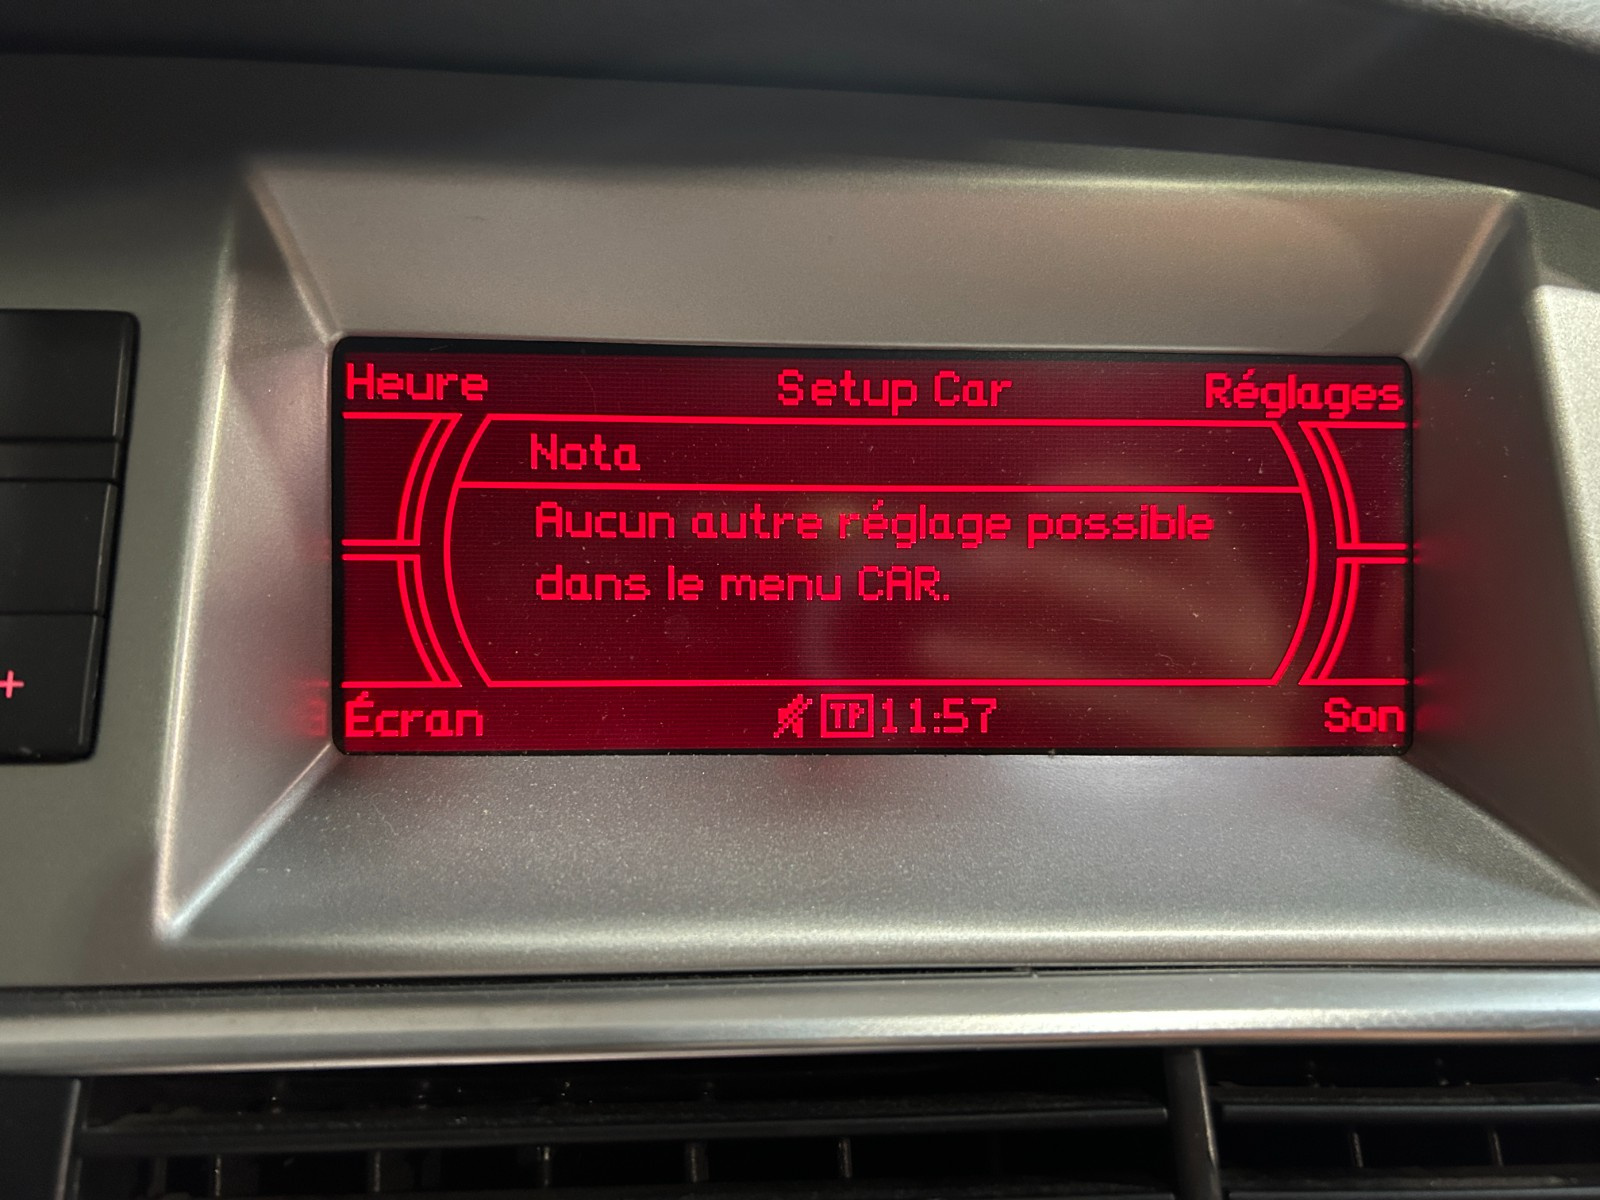 Heure
Setup Car
Réglages
Nota
Aucun autre réglage possible
dans le menu CAR.
+
Écran
TP 11:57
Son